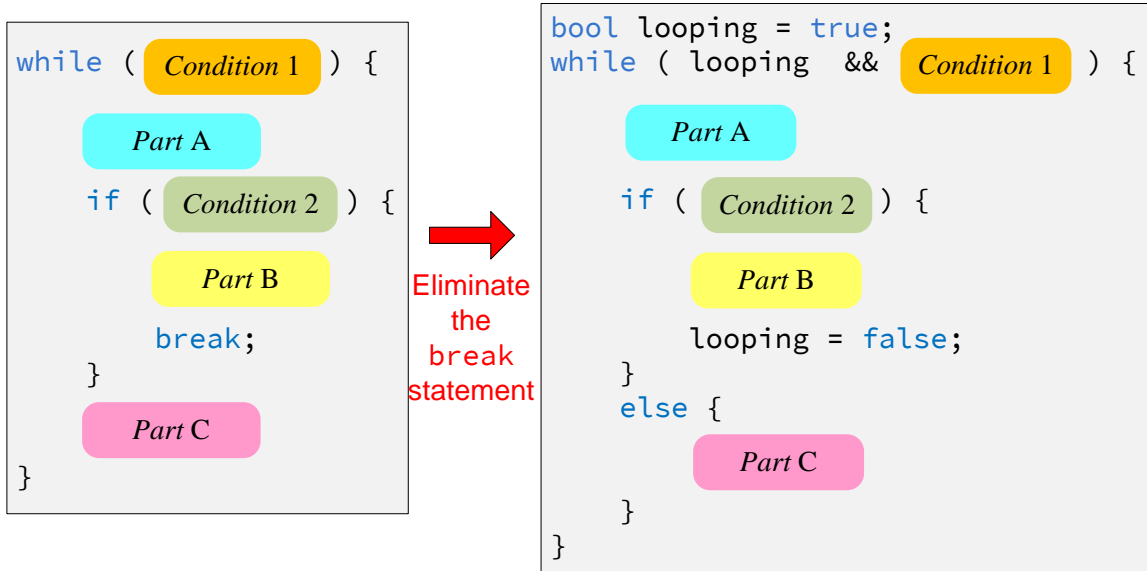 while ( Condition 1 ) {
Part A
if ( Condition 2 ) {
Part B
break;
}
Part C
}
Eliminate
the
break
statement
bool looping = true;
while ( looping && Condition 1 ) {
Part A
if ( Condition 2 ) {
Part B
looping = false;
}
else {
Part C
}
}